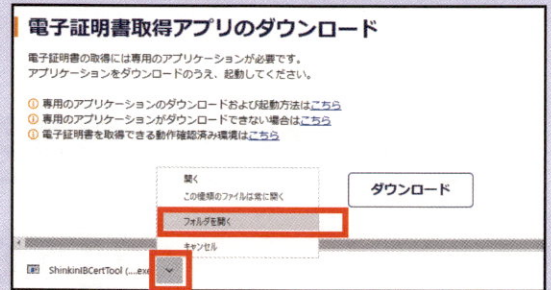 電子証明書取得アプリのダウンロード
電子証明書の取得には専用のアプリケーションが必要です。
アプリケーションをダウンロードのうえ、起動してください。
① 専用のアプリケーションのダウンロードおよび起動方法はこちら
① 専用のアプリケーションがダウンロードできない場合はこちら
① 電子証明書を取得できる動作確認済み環境はこちら
開く
この種類のファイルは常に開く
ダウンロード
フォルダを開く
キャンセル
ShinkinIBCertTool (....exe